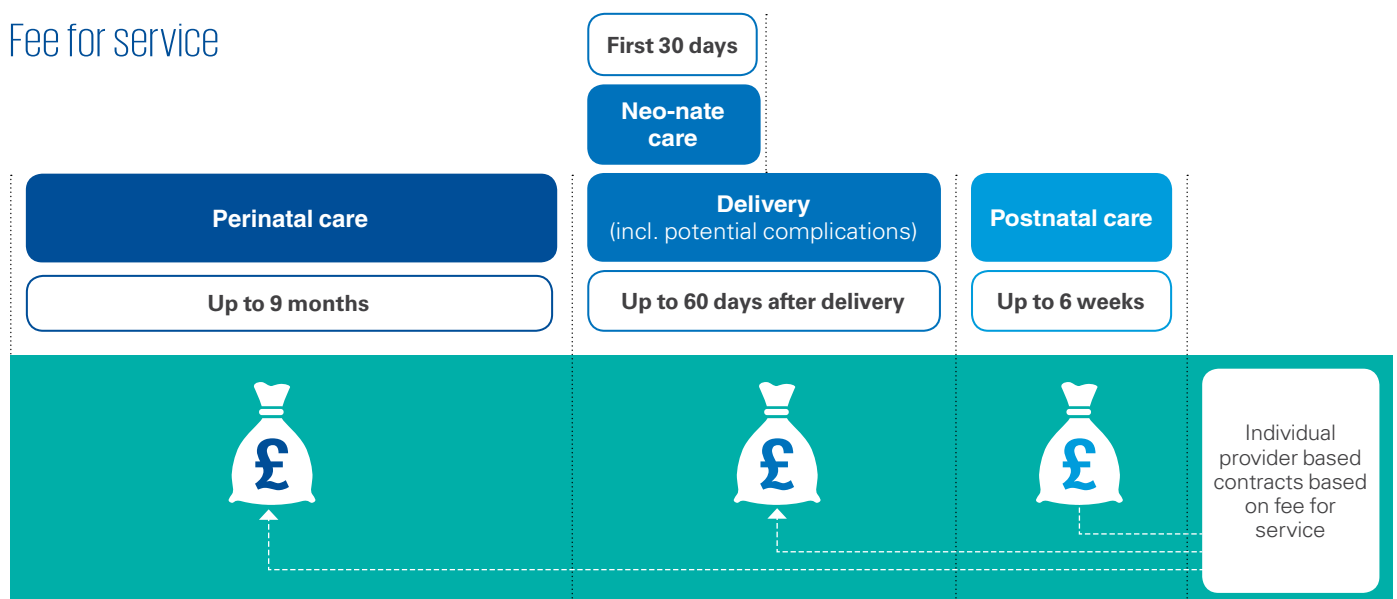 Fee for service
First 30 days
Neo-nate
care
Perinatal care
Delivery
(incl. potential complications)
Postnatal care
Up to 9 months
Up to 60 days after delivery
Up to 6 weeks
£
£
£
Individual
provider based
contracts based
on fee for
service